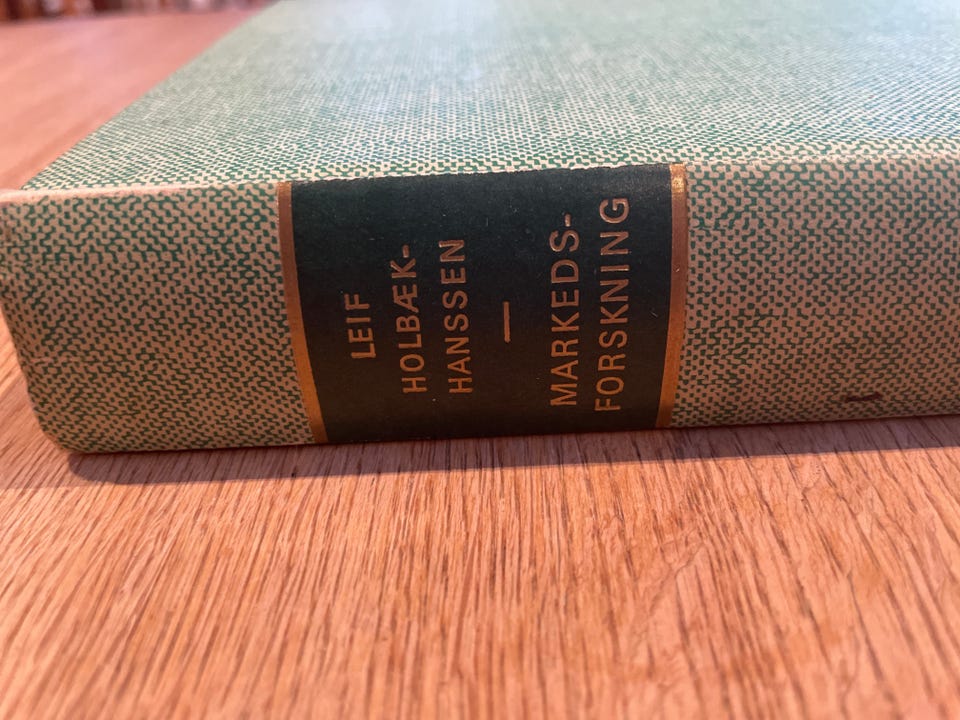 LEIF
HOLBÆK-
HANSSEN
—
MARKEDS-
FORSKNING